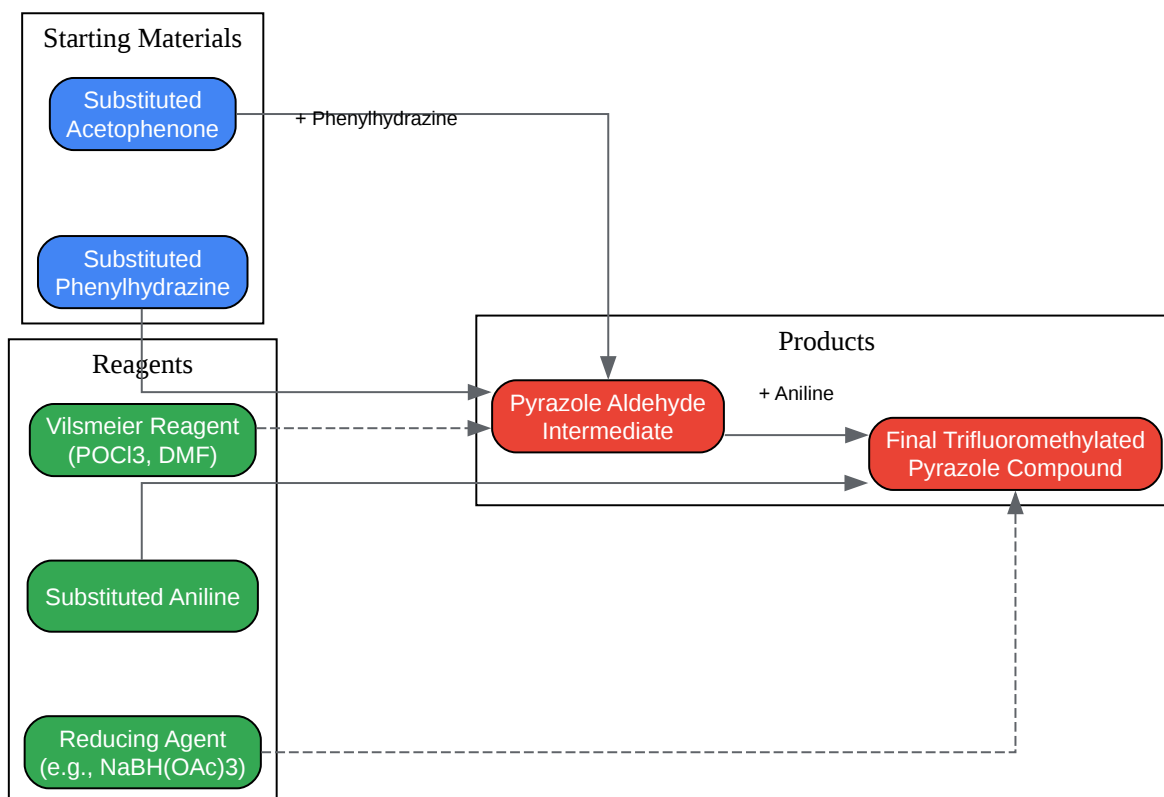 Starting Materials
Substituted
Acetophenone
+ Phenylhydrazine
Substituted
Phenylhydrazine
Reagents
Vilsmeier Reagent
(POCl3, DMF)
Substituted Aniline
Reducing Agent
(e.g., NaBH(OAc)3)
Products
Pyrazole Aldehyde
Intermediate
+ Aniline
Final Trifluoromethylated
Pyrazole Compound